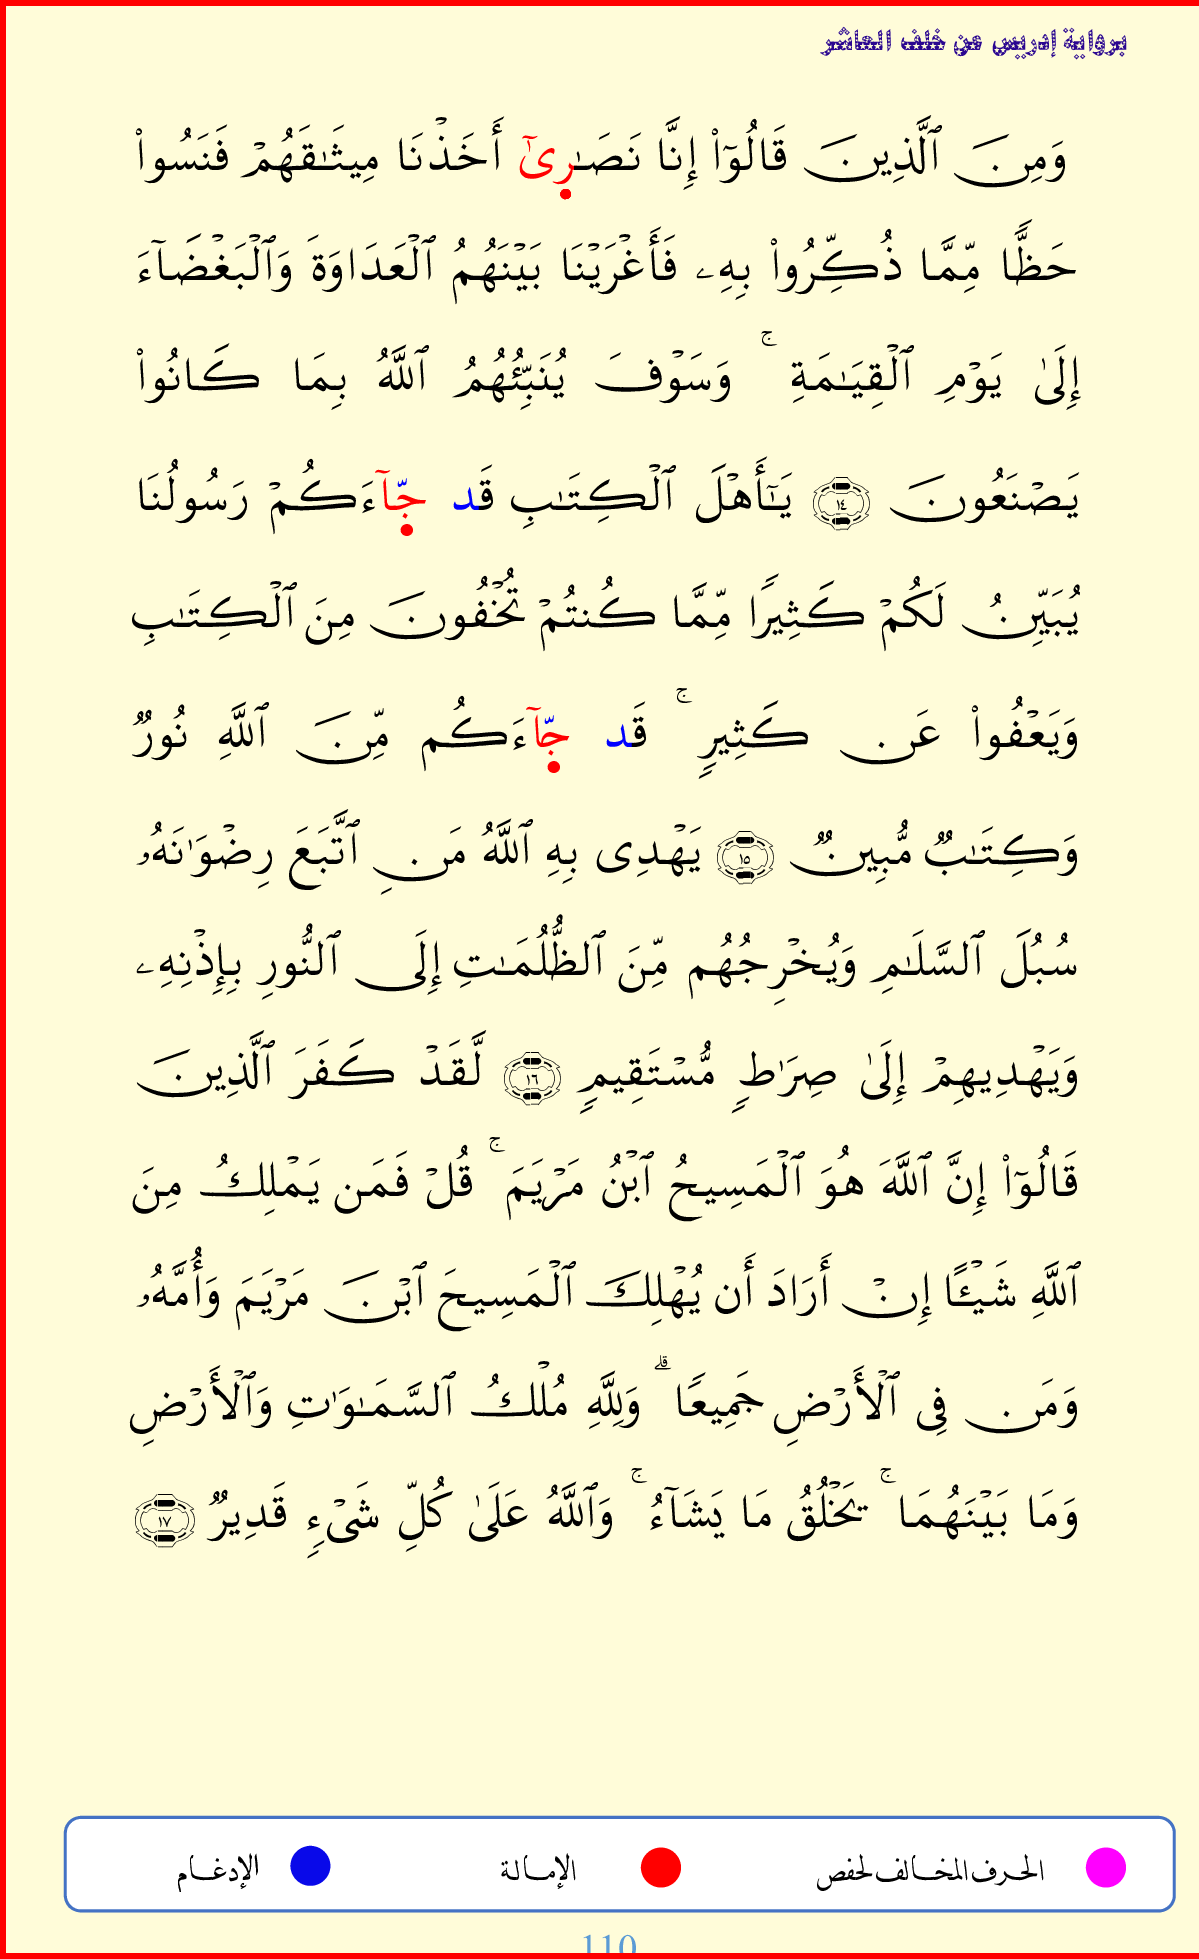 برواية إدريس عن خلف العاشر
وَمِنَ ٱلَّذِينَ قَالُوٓا۟ إِنَّا نَصَـٰرِىٰٓ أَخَذْنَا مِيثَـٰقَهُمْ فَنَسُوا۟
حَظًّا مِّمَّا ذُكِّرُوا۟ بِهِۦ فَأَغْرَيْنَا بَيْنَهُمُ ٱلْعَدَاوَةَ وَٱلْبَغْضَآءَ
إِلَىٰ يَوْمِ ٱلْقِيَـٰمَةِ ۚ وَسَوْفَ يُنَبِّئُهُمُ ٱللَّهُ بِمَا كَانُوا۟
يَصْنَعُونَ ١٤ يَـٰٓأَهْلَ ٱلْكِتَـٰبِ قَد جِّآءَكُمْ رَسُولُنَا
يُبَيِّنُ لَكُمْ كَثِيرًا مِّمَّا كُنتُمْ تُخْفُونَ مِنَ ٱلْكِتَـٰبِ
وَيَعْفُوا۟ عَن كَثِيرٍ ۚ قَد جِّآءَكُم مِّنَ ٱللَّهِ نُورٌ
وَكِتَـٰبٌ مُّبِينٌ ١٥ يَهْدِى بِهِ ٱللَّهُ مَنِ ٱتَّبَعَ رِضْوَٰنَهُۥ
سُبُلَ ٱلسَّلَـٰمِ وَيُخْرِجُهُم مِّنَ ٱلظُّلُمَـٰتِ إِلَى ٱلنُّورِ بِإِذْنِهِۦ
وَيَهْدِيهِمْ إِلَىٰ صِرَٰطٍ مُّسْتَقِيمٍ ١٦ لَّقَدْ كَفَرَ ٱلَّذِينَ
قَالُوٓا۟ إِنَّ ٱللَّهَ هُوَ ٱلْمَسِيحُ ٱبْنُ مَرْيَمَ ۚ قُلْ فَمَن يَمْلِكُ مِنَ
ٱللَّهِ شَيْـًٔا إِنْ أَرَادَ أَن يُهْلِكَ ٱلْمَسِيحَ ٱبْنَ مَرْيَمَ وَأُمَّهُۥ
وَمَن فِى ٱلْأَرْضِ جَمِيعًا ۗ وَلِلَّهِ مُلْكُ ٱلسَّمَـٰوَٰتِ وَٱلْأَرْضِ
وَمَا بَيْنَهُمَا ۚ يَخْلُقُ مَا يَشَآءُ ۚ وَٱللَّهُ عَلَىٰ كُلِّ شَىْءٍ قَدِيرٌ ١٧
الحرف المخالف لحفص الإمالة الإدغام
110